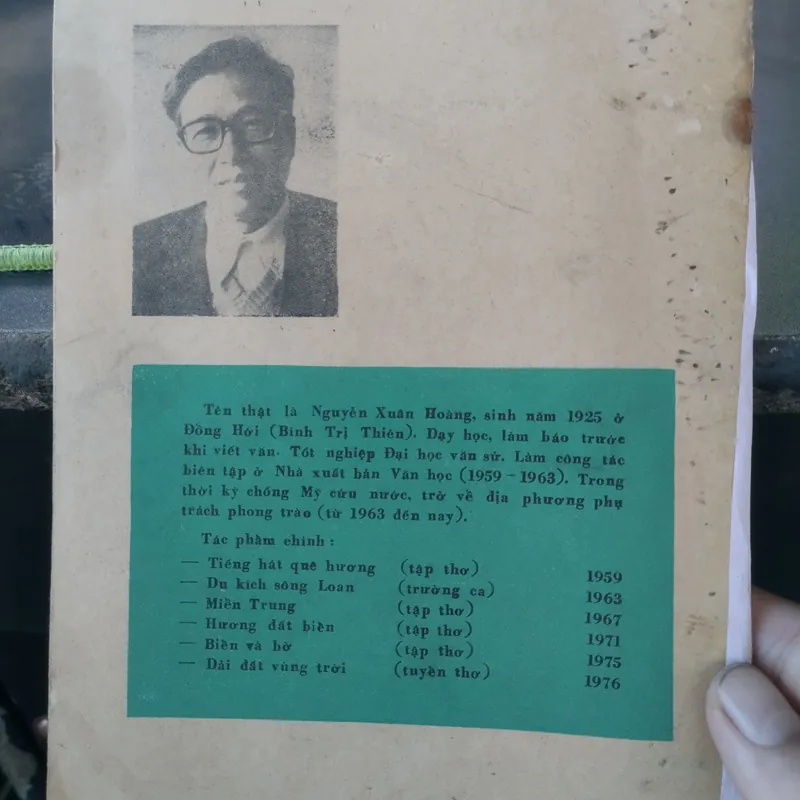 Tên thật là Nguyễn Xuân Hoàng, sinh năm 1925 ở
Đồng Hới (Bình Trị Thiên). Dạy học, làm báo trước
khi viết văn. Tốt nghiệp Đại học văn sử. Làm công tác
biên tập ở Nhà xuất bản Văn học (1959 – 1963). Trong
thời kỳ chống Mỹ cứu nước, trở về địa phương phụ
trách phong trào (từ 1963 đến nay).
Tác phẩm chính :
— Tiếng hát quê hương (tập thơ) 1959
— Du kích sông Loan (trường ca) 1963
— Miền Trung (tập thơ) 1967
— Hương đất biển (tập thơ) 1971
— Biển và bờ (tập thơ) 1975
— Dải đất vùng trời (tuyển thơ) 1976